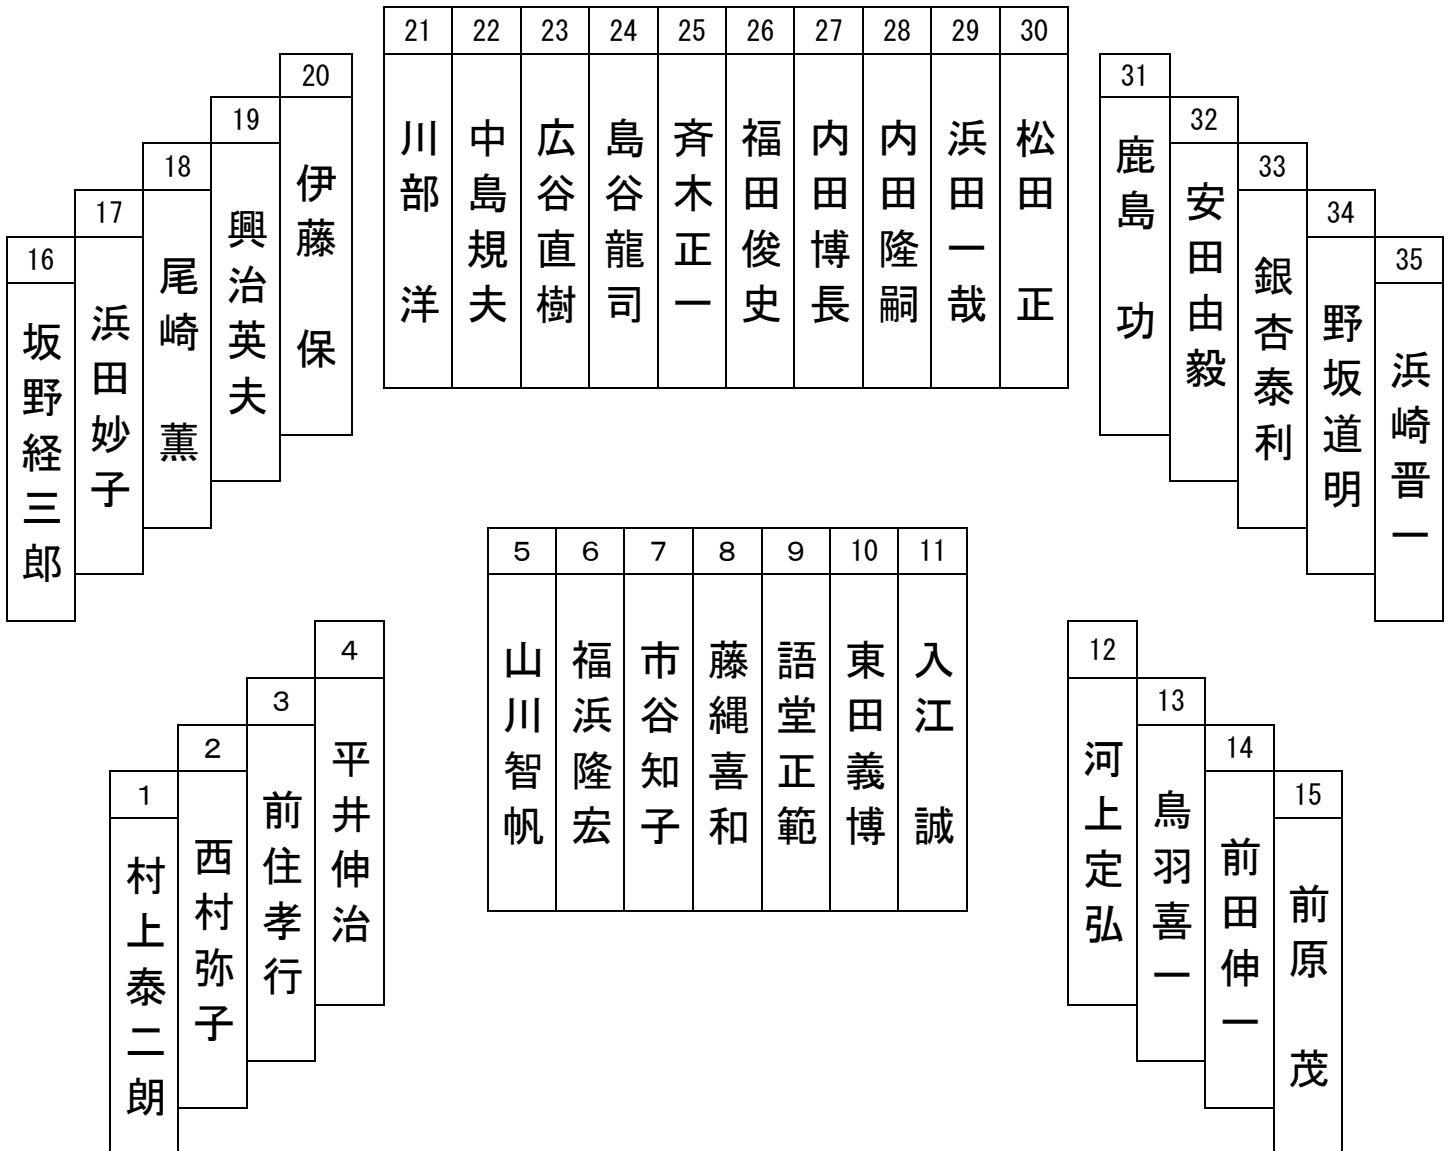 21
川部 洋
22
中島規夫
23
広谷直樹
24
島谷龍司
25
斉木正一
26
福田俊史
27
内田博長
28
内田隆嗣
29
浜田一哉
30
松田 正
20
伊藤 保
19
興治英夫
18
尾崎 薫
17
浜田妙子
16
坂野経三郎
31
鹿島 功
32
安田由毅
33
銀杏泰利
34
野坂道明
35
浜崎晋一
5
山川智帆
6
福浜隆宏
7
市谷知子
8
藤縄喜和
9
語堂正範
10
東田義博
11
入江 誠
4
平井伸治
3
前住孝行
2
西村弥子
1
村上泰二朗
12
河上定弘
13
鳥羽喜一
14
前田伸一
15
前原 茂